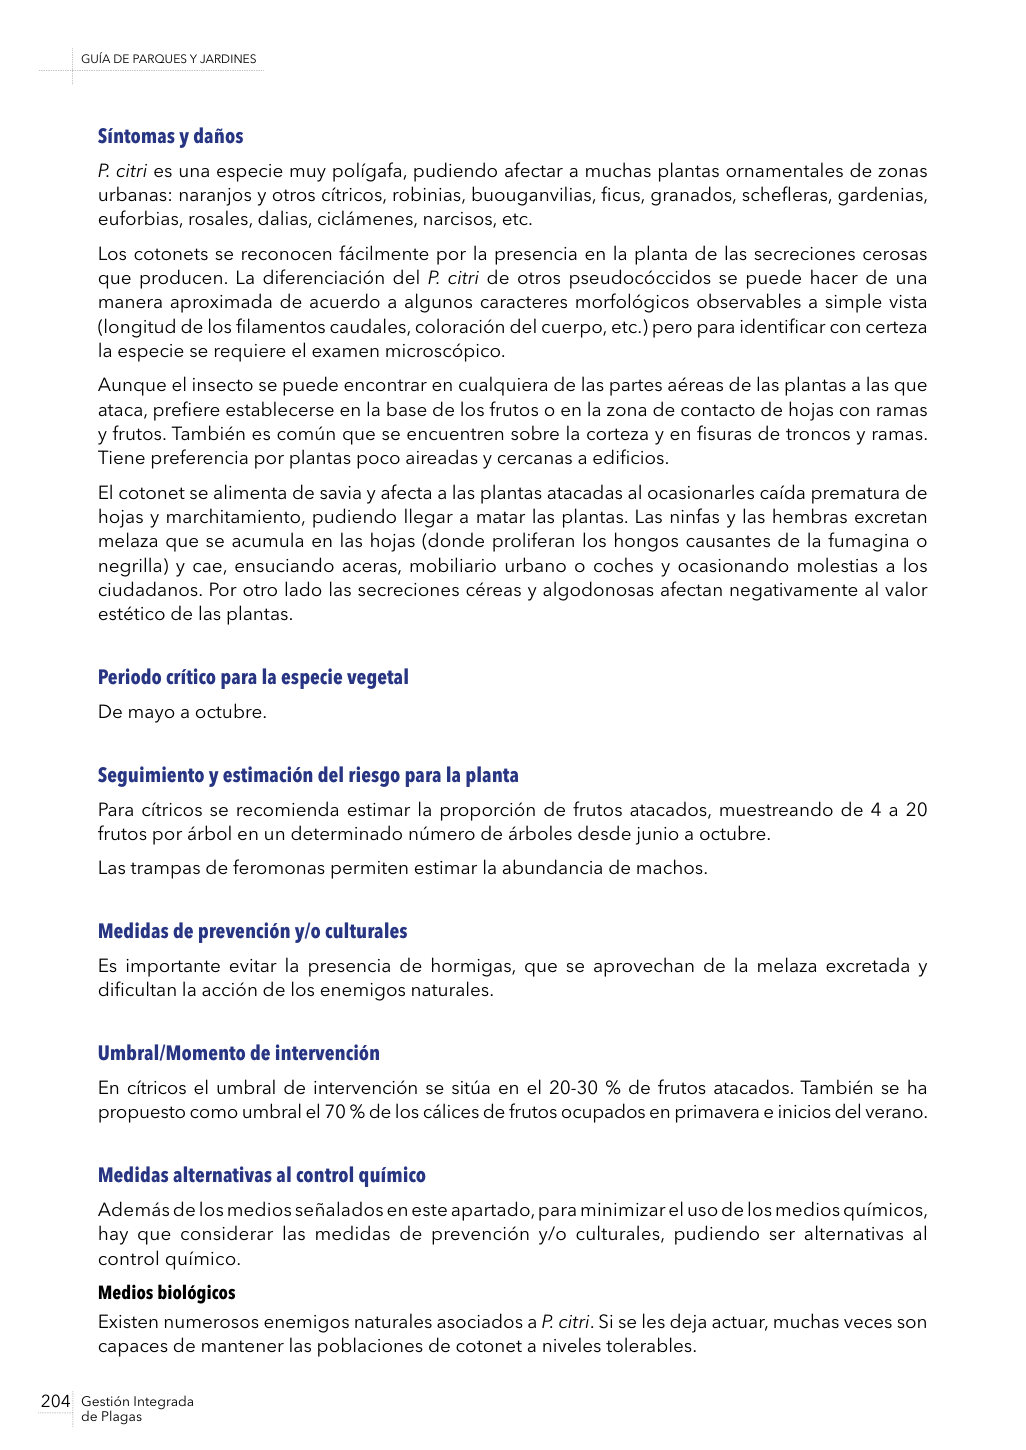 GUÍA DE PARQUES Y JARDINES
Síntomas y daños
P. citri es una especie muy polígafa, pudiendo afectar a muchas plantas ornamentales de zonas
urbanas: naranjos y otros cítricos, robinias, buouganvilias, ficus, granados, schefleras, gardenias,
euforbias, rosales, dalias, ciclámenes, narcisos, etc.
Los cotonets se reconocen fácilmente por la presencia en la planta de las secreciones cerosas
que producen. La diferenciación del P. citri de otros pseudocóccidos se puede hacer de una
manera aproximada de acuerdo a algunos caracteres morfológicos observables a simple vista
(longitud de los filamentos caudales, coloración del cuerpo, etc.) pero para identificar con certeza
la especie se requiere el examen microscópico.
Aunque el insecto se puede encontrar en cualquiera de las partes aéreas de las plantas a las que
ataca, prefiere establecerse en la base de los frutos o en la zona de contacto de hojas con ramas
y frutos. También es común que se encuentren sobre la corteza y en fisuras de troncos y ramas.
Tiene preferencia por plantas poco aireadas y cercanas a edificios.
El cotonet se alimenta de savia y afecta a las plantas atacadas al ocasionarles caída prematura de
hojas y marchitamiento, pudiendo llegar a matar las plantas. Las ninfas y las hembras excretan
melaza que se acumula en las hojas (donde proliferan los hongos causantes de la fumagina o
negrilla) y cae, ensuciando aceras, mobiliario urbano o coches y ocasionando molestias a los
ciudadanos. Por otro lado las secreciones céreas y algodonosas afectan negativamente al valor
estético de las plantas.
Periodo crítico para la especie vegetal
De mayo a octubre.
Seguimiento y estimación del riesgo para la planta
Para cítricos se recomienda estimar la proporción de frutos atacados, muestreando de 4 a 20
frutos por árbol en un determinado número de árboles desde junio a octubre.
Las trampas de feromonas permiten estimar la abundancia de machos.
Medidas de prevención y/o culturales
Es importante evitar la presencia de hormigas, que se aprovechan de la melaza excretada y
dificultan la acción de los enemigos naturales.
Umbral/Momento de intervención
En cítricos el umbral de intervención se sitúa en el 20-30 % de frutos atacados. También se ha
propuesto como umbral el 70 % de los cálices de frutos ocupados en primavera e inicios del verano.
Medidas alternativas al control químico
Además de los medios señalados en este apartado, para minimizar el uso de los medios químicos,
hay que considerar las medidas de prevención y/o culturales, pudiendo ser alternativas al
control químico.
Medios biológicos
Existen numerosos enemigos naturales asociados a P. citri. Si se les deja actuar, muchas veces son
capaces de mantener las poblaciones de cotonet a niveles tolerables.
204 Gestión Integrada
de Plagas